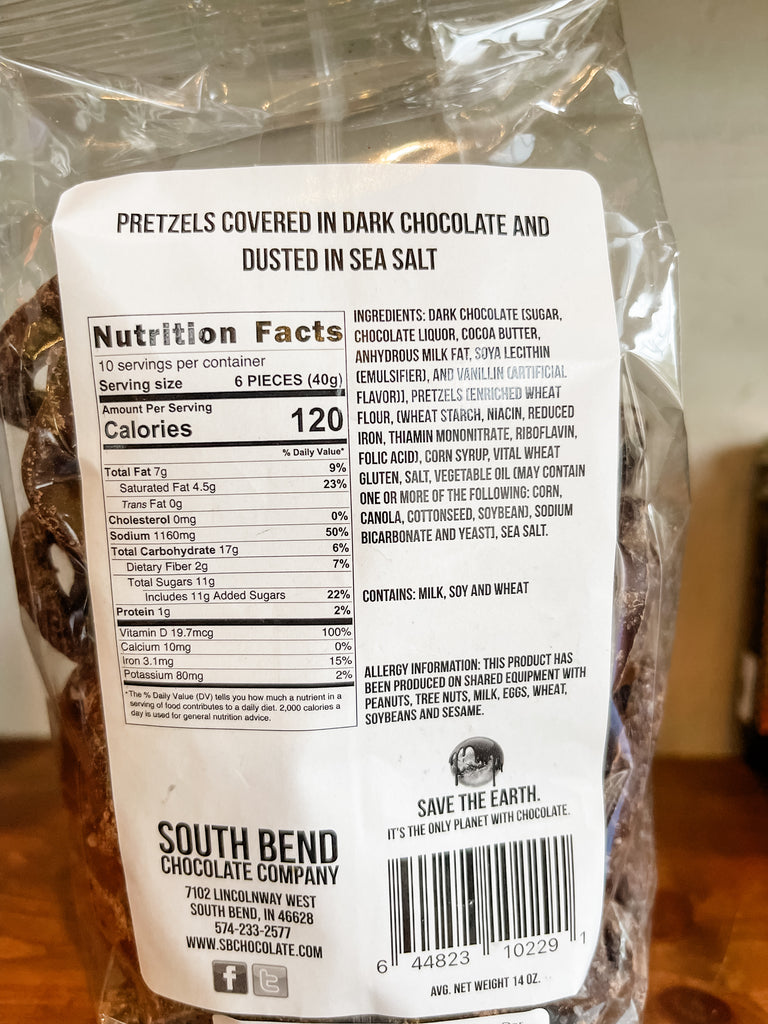 PRETZELS COVERED IN DARK CHOCOLATE AND
DUSTED IN SEA SALT
Nutrition Facts
10 servings per container
Serving size 6 PIECES (40g)
Amount Per Serving
Calories 120
% Daily Value*
Total Fat 7g 9%
Saturated Fat 4.5g 23%
Trans Fat 0g
Cholesterol 0mg 0%
Sodium 1160mg 50%
Total Carbohydrate 17g 6%
Dietary Fiber 2g 7%
Total Sugars 11g
Includes 11g Added Sugars 22%
Protein 1g 2%
Vitamin D 19.7mcg 100%
Calcium 10mg 0%
Iron 3.1mg 15%
Potassium 80mg 2%
*The % Daily Value (DV) tells you how much a nutrient in a
serving of food contributes to a daily diet. 2,000 calories a
day is used for general nutrition advice.
INGREDIENTS: DARK CHOCOLATE (SUGAR,
CHOCOLATE LIQUOR, COCOA BUTTER,
ANHYDROUS MILK FAT, SOYA LECITHIN
(EMULSIFIER), AND VANILLIN (ARTIFICIAL
FLAVOR)), PRETZELS [ENRICHED WHEAT
FLOUR, (WHEAT STARCH, NIACIN, REDUCED
IRON, THIAMIN MONONITRATE, RIBOFLAVIN,
FOLIC ACID), CORN SYRUP, VITAL WHEAT
GLUTEN, SALT, VEGETABLE OIL (MAY CONTAIN
ONE OR MORE OF THE FOLLOWING: CORN,
CANOLA, COTTONSEED, SOYBEAN), SODIUM
BICARBONATE AND YEAST], SEA SALT.
CONTAINS: MILK, SOY AND WHEAT
ALLERGY INFORMATION: THIS PRODUCT HAS
BEEN PRODUCED ON SHARED EQUIPMENT WITH
PEANUTS, TREE NUTS, MILK, EGGS, WHEAT,
SOYBEANS AND SESAME.
SAVE THE EARTH.
IT'S THE ONLY PLANET WITH CHOCOLATE.
SOUTH BEND
CHOCOLATE COMPANY
7102 LINCOLNWAY WEST
SOUTH BEND, IN 46628
574-233-2577
WWW.SBCHOCOLATE.COM
f t
6 44823 10229 1
AVG. NET WEIGHT 14 OZ.